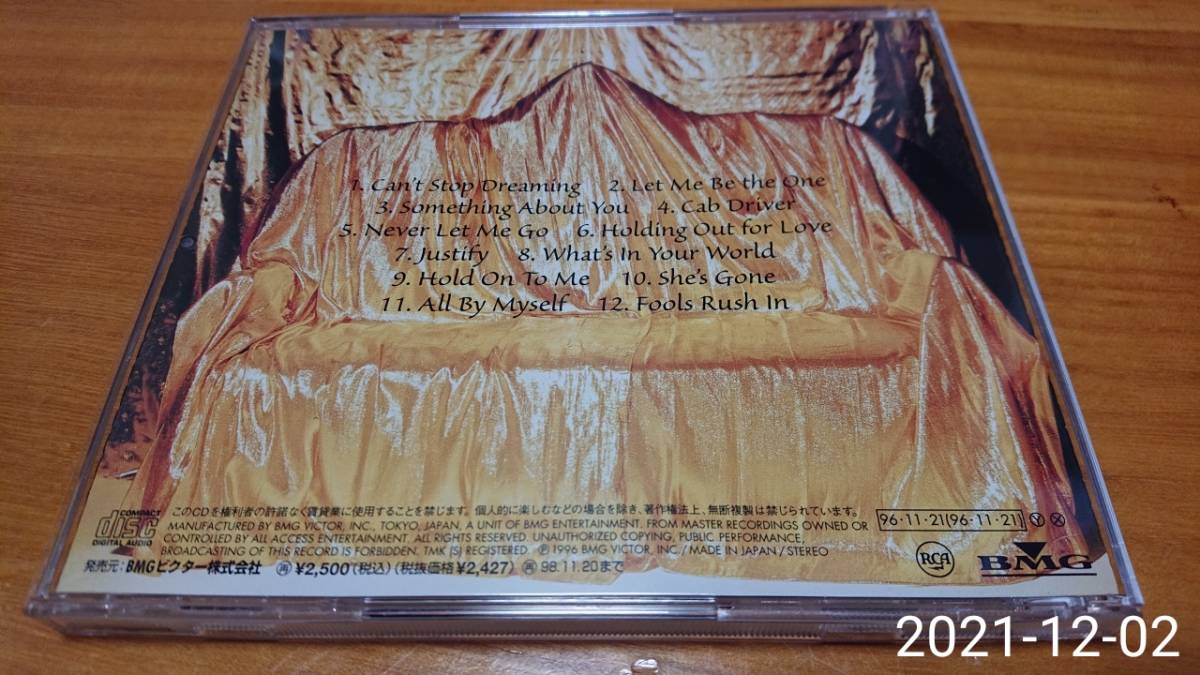 1. Can't Stop Dreaming 2. Let Me Be the One
3. Something About You 4. Cab Driver
5. Never Let Me Go 6. Holding Out for Love
7. Justify 8. What's In Your World
9. Hold On To Me 10. She's Gone
11. All By Myself 12. Fools Rush In
COMPACT
disc
DIGITAL AUDIO
このCDを権利者の許諾なく賃貸業に使用することを禁じます。個人的に楽しむなどの場合を除き、著作権法上、無断複製は禁じられています。
MANUFACTURED BY BMG VICTOR, INC., TOKYO, JAPAN, A UNIT OF BMG ENTERTAINMENT. FROM MASTER RECORDINGS OWNED OR
CONTROLLED BY ALL ACCESS ENTERTAINMENT. ALL RIGHTS RESERVED. UNAUTHORIZED COPYING, PUBLIC PERFORMANCE,
BROADCASTING OF THIS RECORD IS FORBIDDEN. TMK (S) REGISTERED. Ⓟ 1996 BMG VICTOR, INC. / MADE IN JAPAN / STEREO
発売元:BMGビクター株式会社 ㋐ ¥2,500(税込)(税抜価格¥2,427) ㋐ 98.11.20まで
96・11・21(96・11・21) Ⓨ Ⓧ
RCA
BMG
2021-12-02